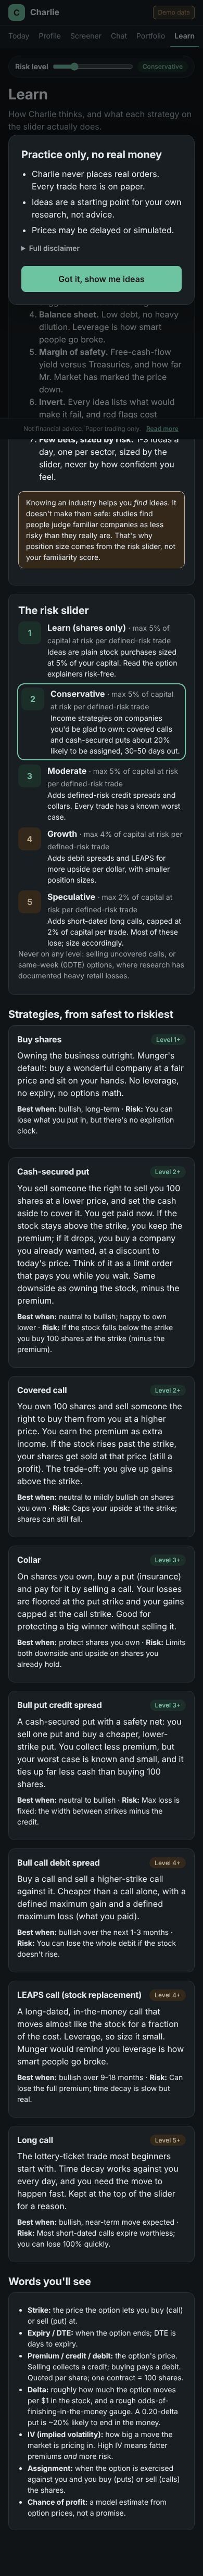 C Charlie
Demo data
Today Profile Screener Chat Portfolio Learn
Risk level Conservative
Learn
How Charlie thinks, and what each strategy on
the slider actually does.
Practice only, no real money
• Charlie never places real orders.
Every trade here is on paper.
• Ideas are a starting point for your own
research, not advice.
• Prices may be delayed or simulated.
▶ Full disclaimer
Got it, show me ideas
4. Balance sheet. Low debt, no heavy
dilution. Leverage is how smart
people go broke.
5. Margin of safety. Free-cash-flow
yield versus Treasuries, and how far
Mr. Market has marked the price
down.
6. Invert. Every idea lists what would
make it fail, and red flags cost
Not financial advice. Paper trading only. Read more
7. Few bets, sized by risk. 1-3 ideas a
day, one per sector, sized by the
slider, never by how confident you
feel.
Knowing an industry helps you find ideas. It
doesn't make them safe: studies find
people judge familiar companies as less
risky than they really are. That's why
position size comes from the risk slider, not
your familiarity score.
The risk slider
1 Learn (shares only) · max 5% of
capital at risk per defined-risk trade
Ideas are plain stock purchases sized
at 5% of your capital. Read the option
explainers risk-free.
2 Conservative · max 5% of capital
at risk per defined-risk trade
Income strategies on companies
you'd be glad to own: covered calls
and cash-secured puts about 20%
likely to be assigned, 30-50 days out.
3 Moderate · max 5% of capital at risk
per defined-risk trade
Adds defined-risk credit spreads and
collars. Every trade has a known worst
case.
4 Growth · max 4% of capital at risk per
defined-risk trade
Adds debit spreads and LEAPS for
more upside per dollar, with smaller
position sizes.
5 Speculative · max 2% of capital at
risk per defined-risk trade
Adds short-dated long calls, capped at
2% of capital per trade. Most of these
lose; size accordingly.
Never on any level: selling uncovered calls, or
same-week (0DTE) options, where research has
documented heavy retail losses.
Strategies, from safest to riskiest
Buy shares Level 1+
Owning the business outright. Munger's
default: buy a wonderful company at a fair
price and sit on your hands. No leverage,
no expiry, no options math.
Best when: bullish, long-term · Risk: You can
lose what you put in, but there's no expiration
clock.
Cash-secured put Level 2+
You sell someone the right to sell you 100
shares at a lower price, and set the cash
aside to cover it. You get paid now. If the
stock stays above the strike, you keep the
premium; if it drops, you buy a company
you already wanted, at a discount to
today's price. Think of it as a limit order
that pays you while you wait. Same
downside as owning the stock, minus the
premium.
Best when: neutral to bullish; happy to own
lower · Risk: If the stock falls below the strike
you buy 100 shares at the strike (minus the
premium).
Covered call Level 2+
You own 100 shares and sell someone the
right to buy them from you at a higher
price. You earn the premium as extra
income. If the stock rises past the strike,
your shares get sold at that price (still a
profit). The trade-off: you give up gains
above the strike.
Best when: neutral to mildly bullish on shares
you own · Risk: Caps your upside at the strike;
shares can still fall.
Collar Level 3+
On shares you own, buy a put (insurance)
and pay for it by selling a call. Your losses
are floored at the put strike and your gains
capped at the call strike. Good for
protecting a big winner without selling it.
Best when: protect shares you own · Risk: Limits
both downside and upside on shares you
already hold.
Bull put credit spread Level 3+
A cash-secured put with a safety net: you
sell one put and buy a cheaper, lower-
strike put. You collect less premium, but
your worst case is known and small, and it
ties up far less cash than buying 100
shares.
Best when: neutral to bullish · Risk: Max loss is
fixed: the width between strikes minus the
credit.
Bull call debit spread Level 4+
Buy a call and sell a higher-strike call
against it. Cheaper than a call alone, with a
defined maximum gain and a defined
maximum loss (what you paid).
Best when: bullish over the next 1-3 months ·
Risk: You can lose the whole debit if the stock
doesn't rise.
LEAPS call (stock replacement) Level 4+
A long-dated, in-the-money call that
moves almost like the stock for a fraction
of the cost. Leverage, so size it small.
Munger would remind you leverage is how
smart people go broke.
Best when: bullish over 9-18 months · Risk: Can
lose the full premium; time decay is slow but
real.
Long call Level 5+
The lottery-ticket trade most beginners
start with. Time decay works against you
every day, and you need the move to
happen fast. Kept at the top of the slider
for a reason.
Best when: bullish, near-term move expected ·
Risk: Most short-dated calls expire worthless;
you can lose 100% quickly.
Words you'll see
• Strike: the price the option lets you buy (call)
or sell (put) at.
• Expiry / DTE: when the option ends; DTE is
days to expiry.
• Premium / credit / debit: the option's price.
Selling collects a credit; buying pays a debit.
Quoted per share; one contract = 100 shares.
• Delta: roughly how much the option moves
per $1 in the stock, and a rough odds-of-
finishing-in-the-money gauge. A 0.20-delta
put is ~20% likely to end in the money.
• IV (implied volatility): how big a move the
market is pricing in. High IV means fatter
premiums and more risk.
• Assignment: when the option is exercised
against you and you buy (puts) or sell (calls)
the shares.
• Chance of profit: a model estimate from
option prices, not a promise.